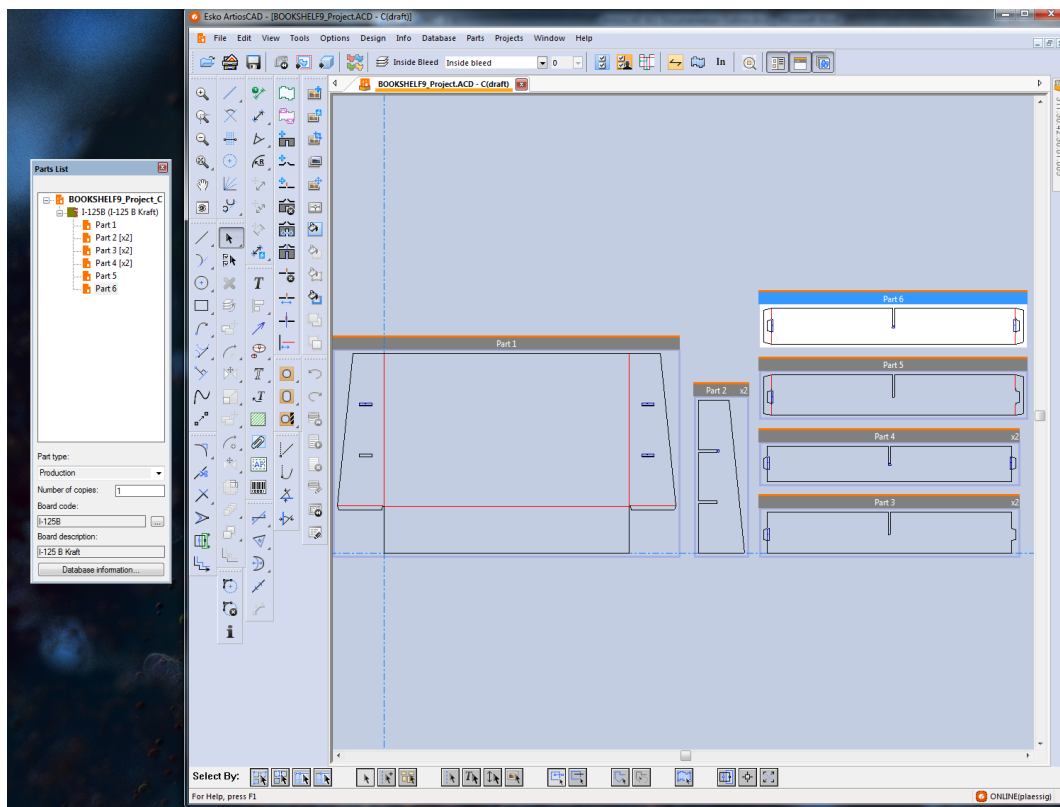 Esko ArtiosCAD - [BOOKSHELF9_Project.ACD - C(draft)]
File Edit View Tools Options Design Info Database Parts Projects Window Help
Inside Bleed Inside bleed 0 In
BOOKSHELF9_Project.ACD - C(draft)
Parts List
BOOKSHELF9_Project_C
I-125B (I-125 B Kraft)
Part 1
Part 2 [x2]
Part 3 [x2]
Part 4 [x2]
Part 5
Part 6
Part type:
Production
Number of copies: 1
Board code:
I-125B
...
Board description:
I-125 B Kraft
Database information...
Part 6
Part 1
Part 5
Part 2 x2
Part 4 x2
Part 3 x2
Select By:
For Help, press F1
ONLINE(plaessig)